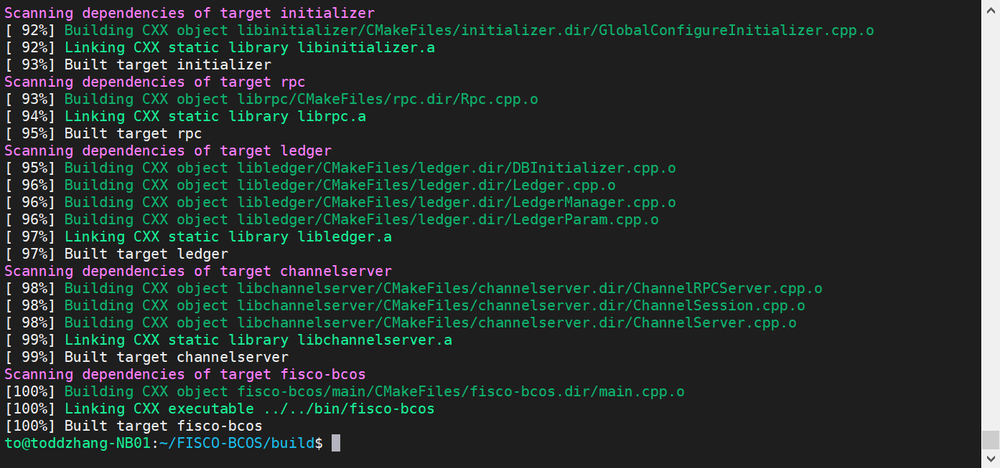 Scanning dependencies of target initializer
[ 92%] Building CXX object libinitializer/CMakeFiles/initializer.dir/GlobalConfigureInitializer.cpp.o
[ 92%] Linking CXX static library libinitializer.a
[ 93%] Built target initializer
Scanning dependencies of target rpc
[ 93%] Building CXX object librpc/CMakeFiles/rpc.dir/Rpc.cpp.o
[ 94%] Linking CXX static library librpc.a
[ 95%] Built target rpc
Scanning dependencies of target ledger
[ 95%] Building CXX object libledger/CMakeFiles/ledger.dir/DBInitializer.cpp.o
[ 96%] Building CXX object libledger/CMakeFiles/ledger.dir/Ledger.cpp.o
[ 96%] Building CXX object libledger/CMakeFiles/ledger.dir/LedgerManager.cpp.o
[ 96%] Building CXX object libledger/CMakeFiles/ledger.dir/LedgerParam.cpp.o
[ 97%] Linking CXX static library libledger.a
[ 97%] Built target ledger
Scanning dependencies of target channelserver
[ 98%] Building CXX object libchannelserver/CMakeFiles/channelserver.dir/ChannelRPCServer.cpp.o
[ 98%] Building CXX object libchannelserver/CMakeFiles/channelserver.dir/ChannelSession.cpp.o
[ 98%] Building CXX object libchannelserver/CMakeFiles/channelserver.dir/ChannelServer.cpp.o
[ 99%] Linking CXX static library libchannelserver.a
[ 99%] Built target channelserver
Scanning dependencies of target fisco-bcos
[100%] Building CXX object fisco-bcos/main/CMakeFiles/fisco-bcos.dir/main.cpp.o
[100%] Linking CXX executable ../../bin/fisco-bcos
[100%] Built target fisco-bcos
to@toddzhang-NB01:~/FISCO-BCOS/build$